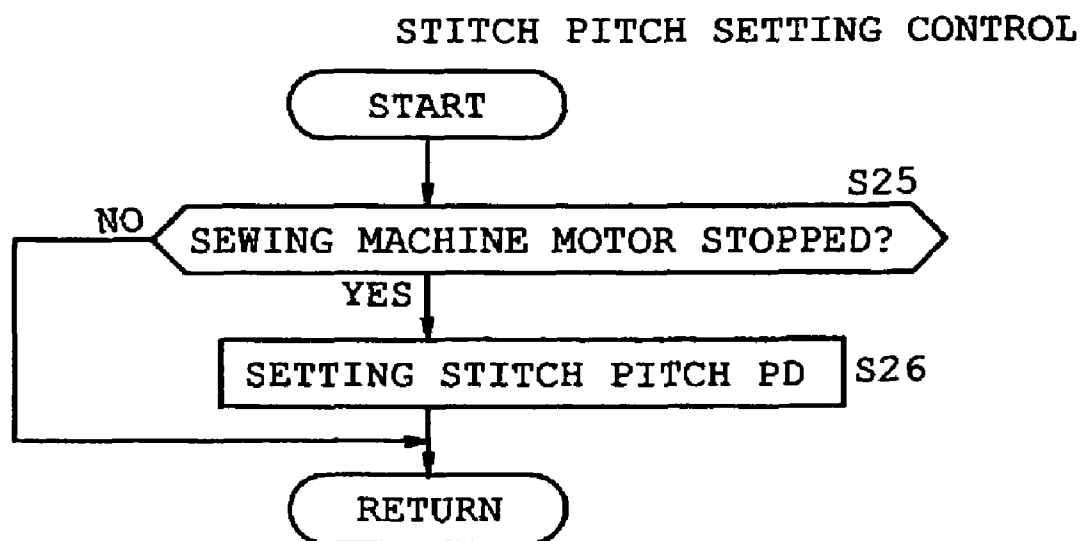 STITCH PITCH SETTING CONTROL
START
S25
NO
SEWING MACHINE MOTOR STOPPED?
YES
SETTING STITCH PITCH PD
S26
RETURN